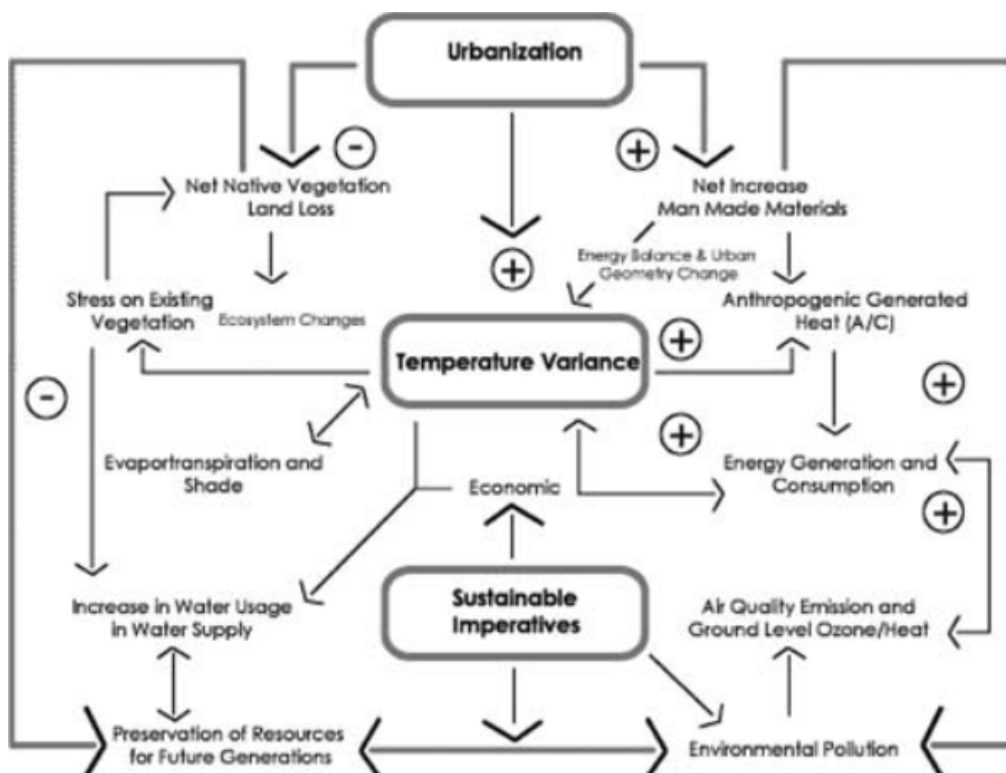 Urbanization
Net Native Vegetation
Land Loss
-
+
Net Increase
Man Made Materials
+
Energy Balance & Urban
Geometry Change
Stress on Existing
Vegetation
Ecosystem Changes
Anthropogenic Generated
Heat (A/C)
Temperature Variance
+
-
+
+
Evaportranspiration and
Shade
Economic
Energy Generation and
Consumption
+
Sustainable
Imperatives
Increase in Water Usage
in Water Supply
Air Quality Emission and
Ground Level Ozone/Heat
Preservation of Resources
for Future Generations
Environmental Pollution